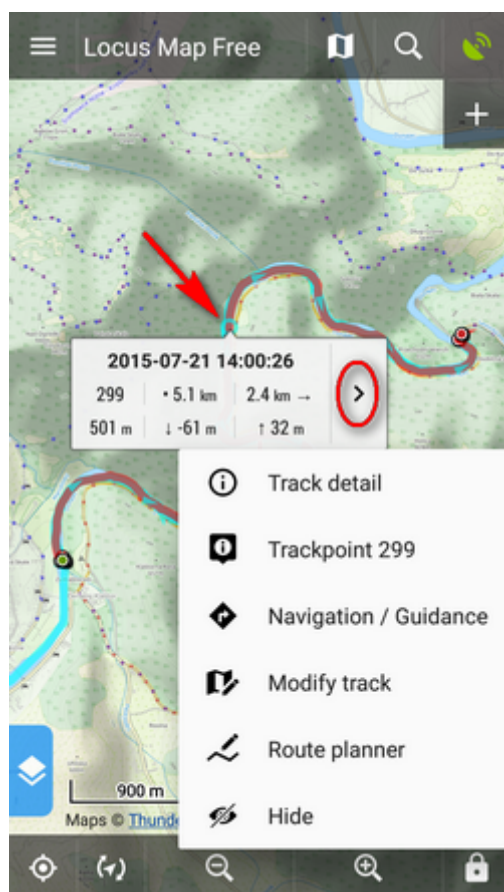 Locus Map Free
2015-07-21 14:00:26
299 • 5.1 km 2.4 km →
501 m ↓ -61 m ↑ 32 m
Track detail
Trackpoint 299
Navigation / Guidance
Modify track
Route planner
Hide
900 m
Maps © Thunde